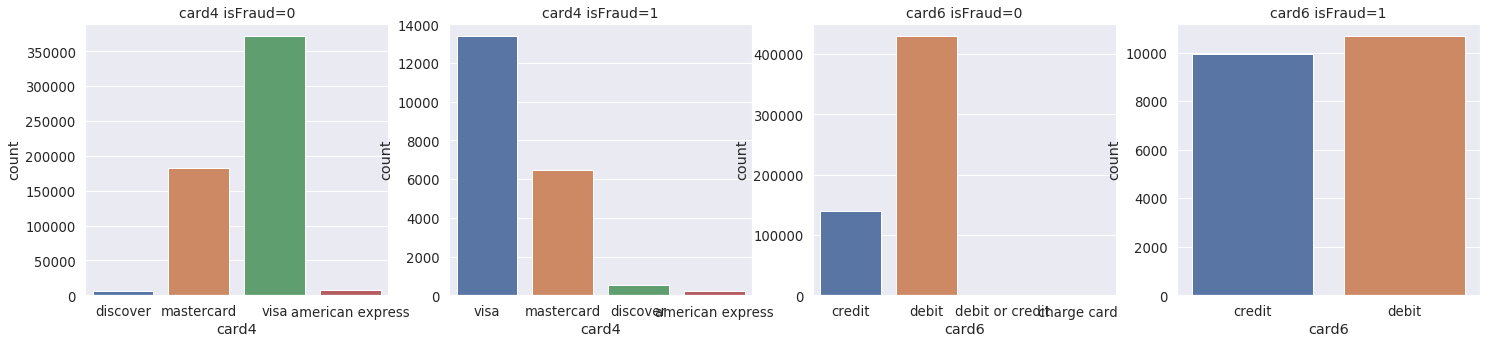 card4 isFraud=0
count
350000
300000
250000
200000
150000
100000
50000
0
discover mastercard visa american express
card4
card4 isFraud=1
count
14000
12000
10000
8000
6000
4000
2000
0
visa mastercard discover american express
card4
card6 isFraud=0
count
400000
300000
200000
100000
0
credit debit debit or credit charge card
card6
card6 isFraud=1
count
10000
8000
6000
4000
2000
0
credit debit
card6